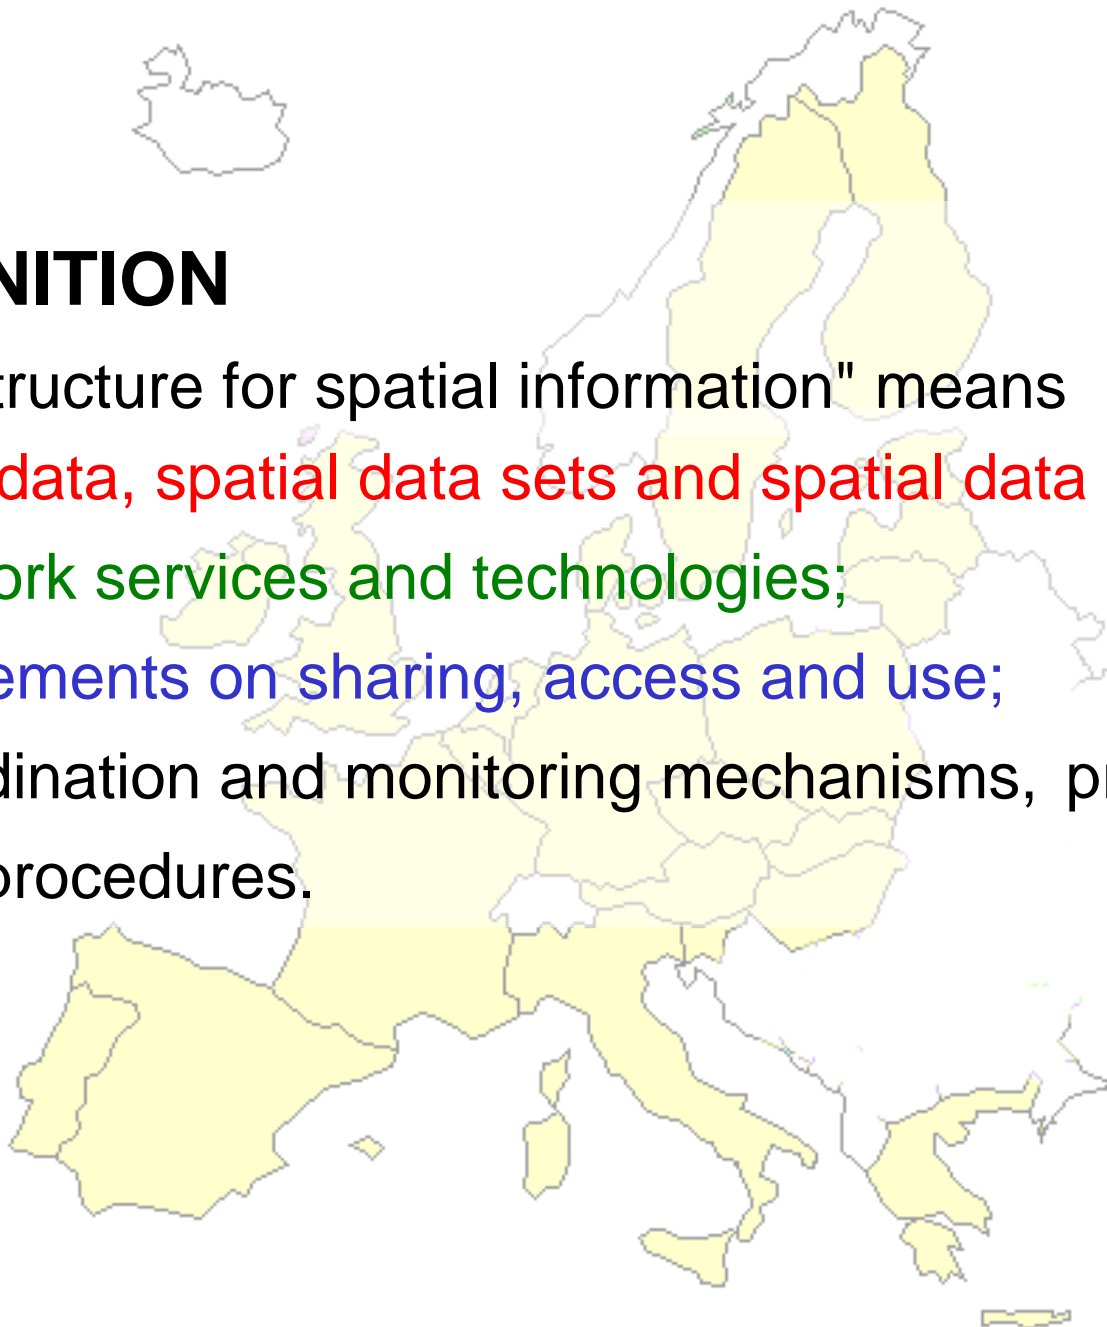 NITION
tructure for spatial information" means
data, spatial data sets and spatial data
ork services and technologies;
ements on sharing, access and use;
dination and monitoring mechanisms, pr
procedures.